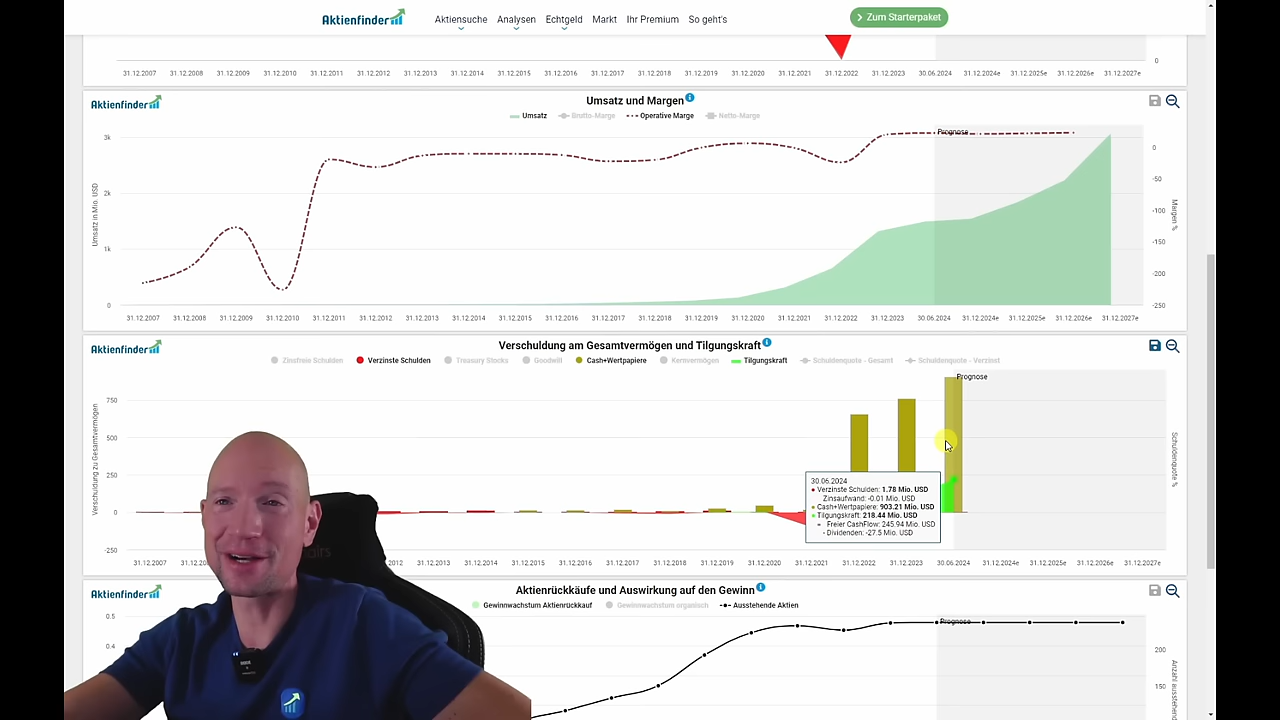 Aktienfinder
Aktiensuche Analysen Echtgeld Markt Ihr Premium So geht's
Zum Starterpaket
0
31.12.2007 31.12.2008 31.12.2009 31.12.2010 31.12.2011 31.12.2012 31.12.2013 31.12.2014 31.12.2015 31.12.2016 31.12.2017 31.12.2018 31.12.2019 31.12.2020 31.12.2021 31.12.2022 31.12.2023 30.06.2024 31.12.2024e 31.12.2025e 31.12.2026e 31.12.2027e
Aktienfinder
Umsatz und Margen
Umsatz Brutto-Marge Operative Marge Netto-Marge
Prognose
3k
2k
1k
0
Umsatz in Mio. USD
0
-50
-100
-150
-200
-250
Margen %
31.12.2007 31.12.2008 31.12.2009 31.12.2010 31.12.2011 31.12.2012 31.12.2013 31.12.2014 31.12.2015 31.12.2016 31.12.2017 31.12.2018 31.12.2019 31.12.2020 31.12.2021 31.12.2022 31.12.2023 30.06.2024 31.12.2024e 31.12.2025e 31.12.2026e 31.12.2027e
Aktienfinder
Verschuldung am Gesamtvermögen und Tilgungskraft
Zinsfreie Schulden Verzinste Schulden Treasury Stocks Goodwill Cash+Wertpapiere Kernvermögen Tilgungskraft Schuldenquote - Gesamt Schuldenquote - Verzinst
Prognose
750
500
250
0
-250
Verschuldung zu Gesamtvermögen
Schuldenquote %
30.06.2024
Verzinste Schulden: 1.78 Mio. USD
Zinsaufwand: -0.01 Mio. USD
Cash+Wertpapiere: 903.21 Mio. USD
Tilgungskraft: 218.44 Mio. USD
Freier CashFlow: 245.94 Mio. USD
- Dividenden: -27.5 Mio. USD
31.12.2007 31.12.20 2012 31.12.2013 31.12.2014 31.12.2015 31.12.2016 31.12.2017 31.12.2018 31.12.2019 31.12.2020 31.12.2021 31.12.2022 31.12.2023 30.06.2024 31.12.2024e 31.12.2025e 31.12.2026e 31.12.2027e
Aktienfinder
Aktienrückkäufe und Auswirkung auf den Gewinn
Gewinnwachstum Aktienrückkauf Gewinnwachstum organisch Ausstehende Aktien
Prognose
0.5
0.4
200
150
Anzahl ausstehend